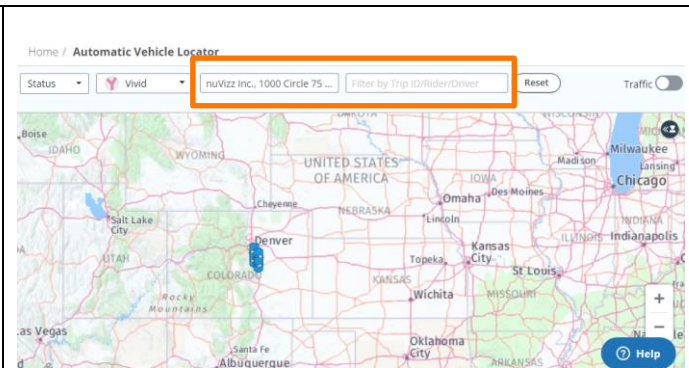 Home / Automatic Vehicle Locator
Status
Vivid
nuVizz Inc., 1000 Circle 75 ...
Filter by Trip ID/Rider/Driver
Reset
Traffic
Boise
IDAHO
WYOMING
DAKOTA
WISCONSIN
Milwaukee
Madison
Lansing
UNITED STATES
OF AMERICA
IOWA
Chicago
Cheyenne
NEBRASKA
Omaha
Des Moines
Salt Lake
City
Lincoln
INDIANA
ILLINOIS
Indianapolis
Denver
UTAH
COLORADO
Topeka
Kansas
City
St Louis
KANSAS
Rocky
Mountains
Wichita
MISSOURI
+
as Vegas
−
Santa Fe
Oklahoma
City
Albuquerque
ARKANSAS
Help